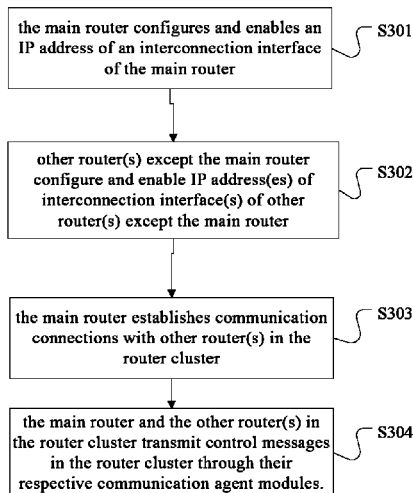 the main router configures and enables an
IP address of an interconnection interface
of the main router
S301
other router(s) except the main router
configure and enable IP address(es) of
interconnection interface(s) of other
router(s) except the main router
S302
the main router establishes communication
connections with other router(s) in
the router cluster
S303
the main router and the other router(s) in
the router cluster transmit control messages
in the router cluster through their
respective communication agent modules.
S304